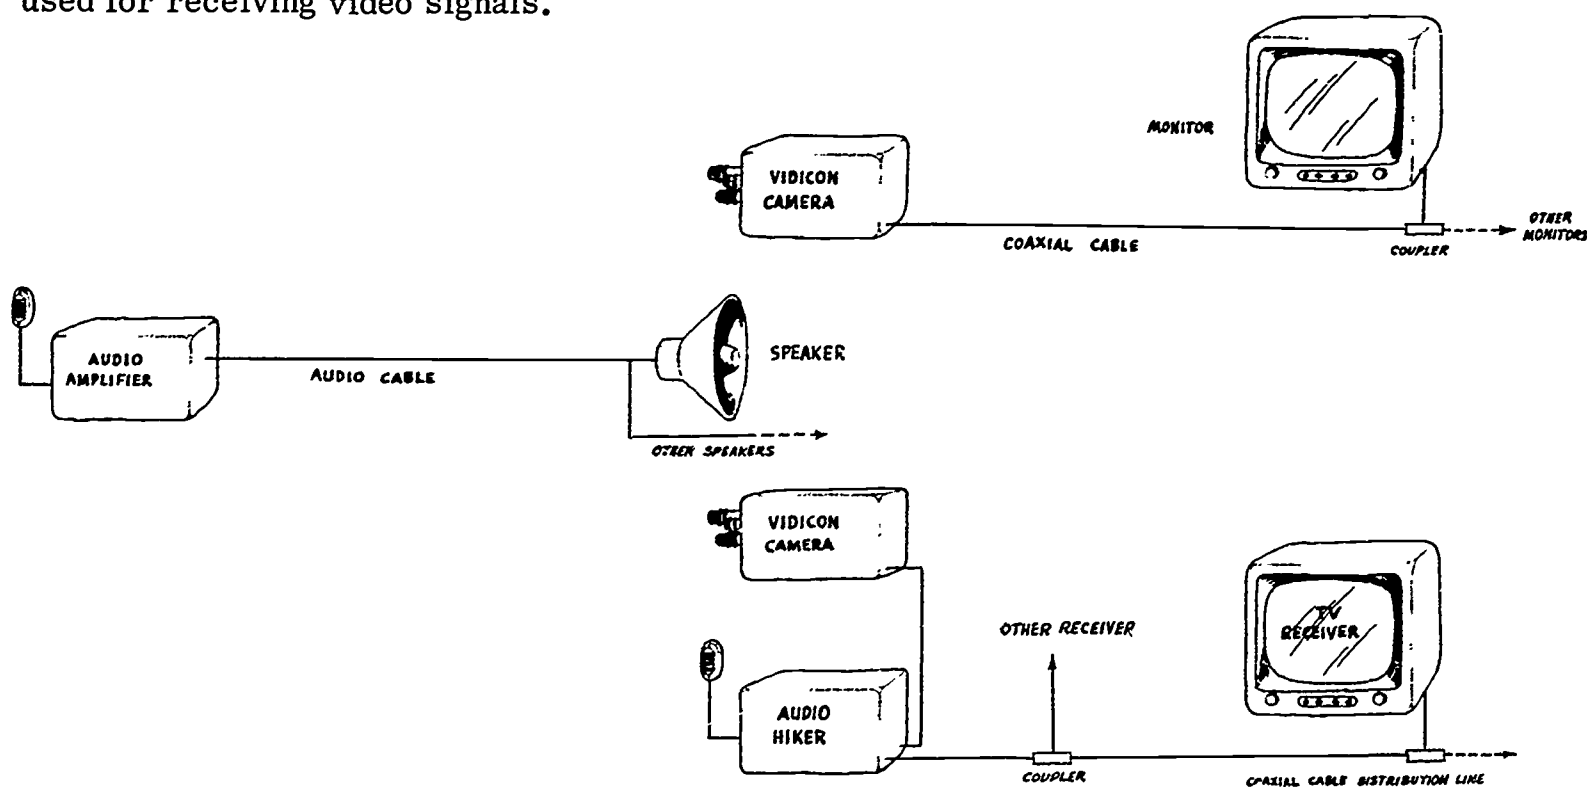 used for receiving video signals.
MONITOR
VIDICON
CAMERA
OTHER
MONITORS
COAXIAL CABLE
COUPLER
AUDIO
AMPLIFIER
AUDIO CABLE
SPEAKER
OTHER SPEAKERS
VIDICON
CAMERA
OTHER RECEIVER
TV
RECEIVER
AUDIO
HIKER
COUPLER
COAXIAL CABLE DISTRIBUTION LINE